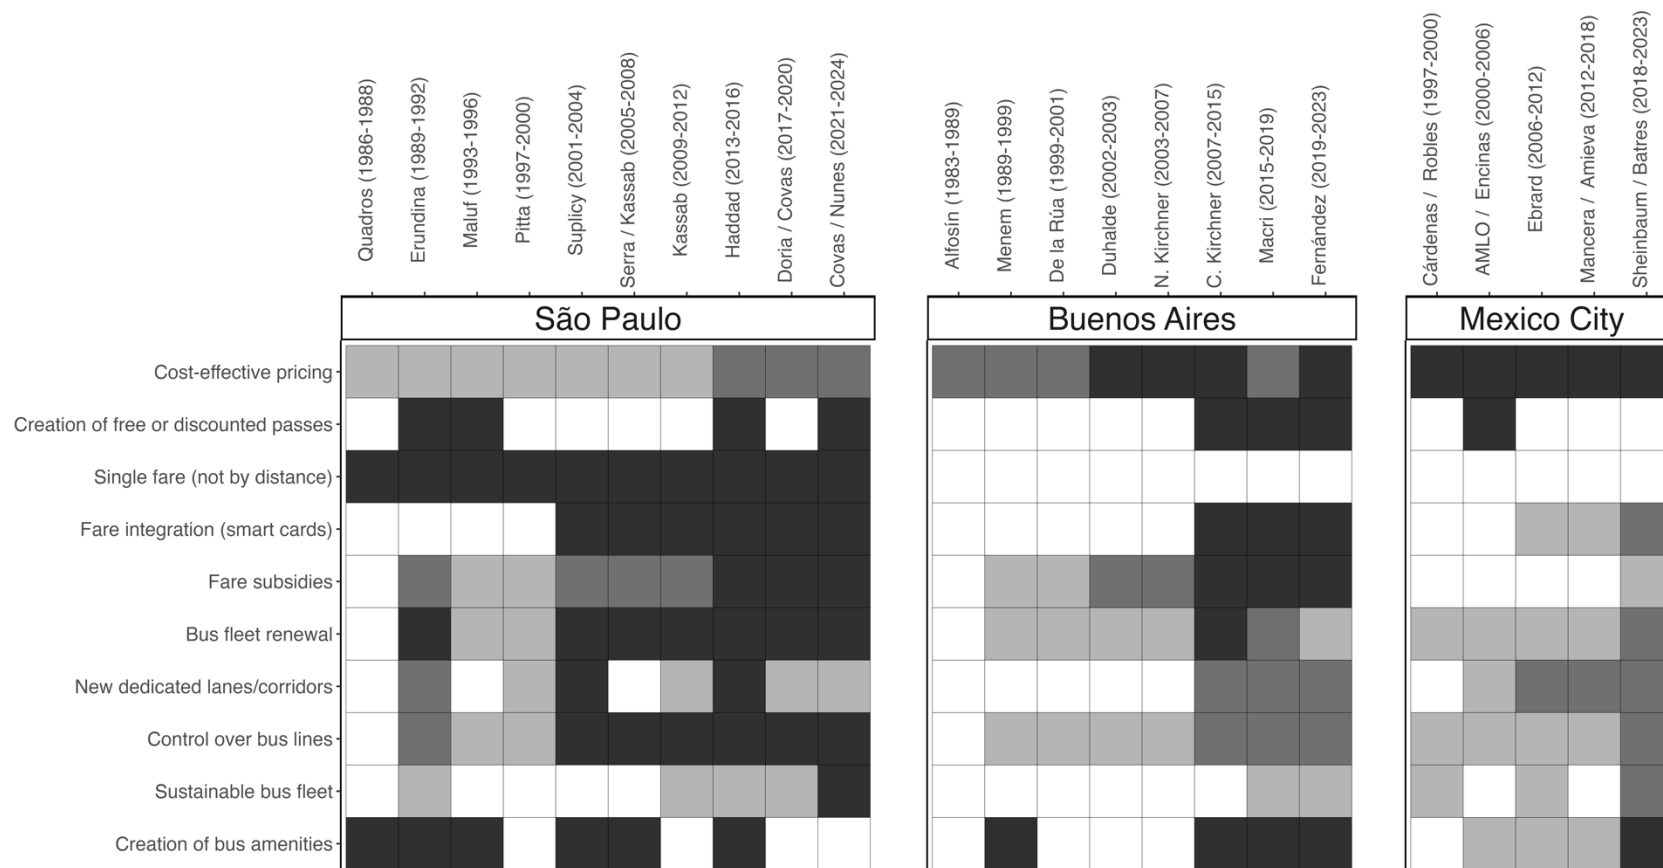 Quadros (1986-1988)
Erundina (1989-1992)
Maluf (1993-1996)
Pitta (1997-2000)
Suplicy (2001-2004)
Serra / Kassab (2005-2008)
Kassab (2009-2012)
Haddad (2013-2016)
Doria / Covas (2017-2020)
Covas / Nunes (2021-2024)
Alfosín (1983-1989)
Menem (1989-1999)
De la Rúa (1999-2001)
Duhalde (2002-2003)
N. Kirchner (2003-2007)
C. Kirchner (2007-2015)
Macri (2015-2019)
Fernández (2019-2023)
Cárdenas / Robles (1997-2000)
AMLO / Encinas (2000-2006)
Ebrard (2006-2012)
Mancera / Amieva (2012-2018)
Sheinbaum / Batres (2018-2023)
São Paulo
Buenos Aires
Mexico City
Cost-effective pricing
Creation of free or discounted passes
Single fare (not by distance)
Fare integration (smart cards)
Fare subsidies
Bus fleet renewal
New dedicated lanes/corridors
Control over bus lines
Sustainable bus fleet
Creation of bus amenities